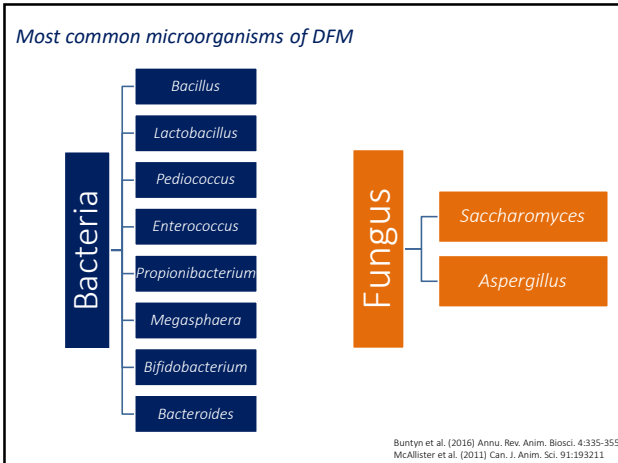 Most common microorganisms of DFM
Bacteria
Bacillus
Lactobacillus
Pediococcus
Enterococcus
Propionibacterium
Megasphaera
Bifidobacterium
Bacteroides
Fungus
Saccharomyces
Aspergillus
Buntyn et al. (2016) Annu. Rev. Anim. Biosci. 4:335-355
McAllister et al. (2011) Can. J. Anim. Sci. 91:193211